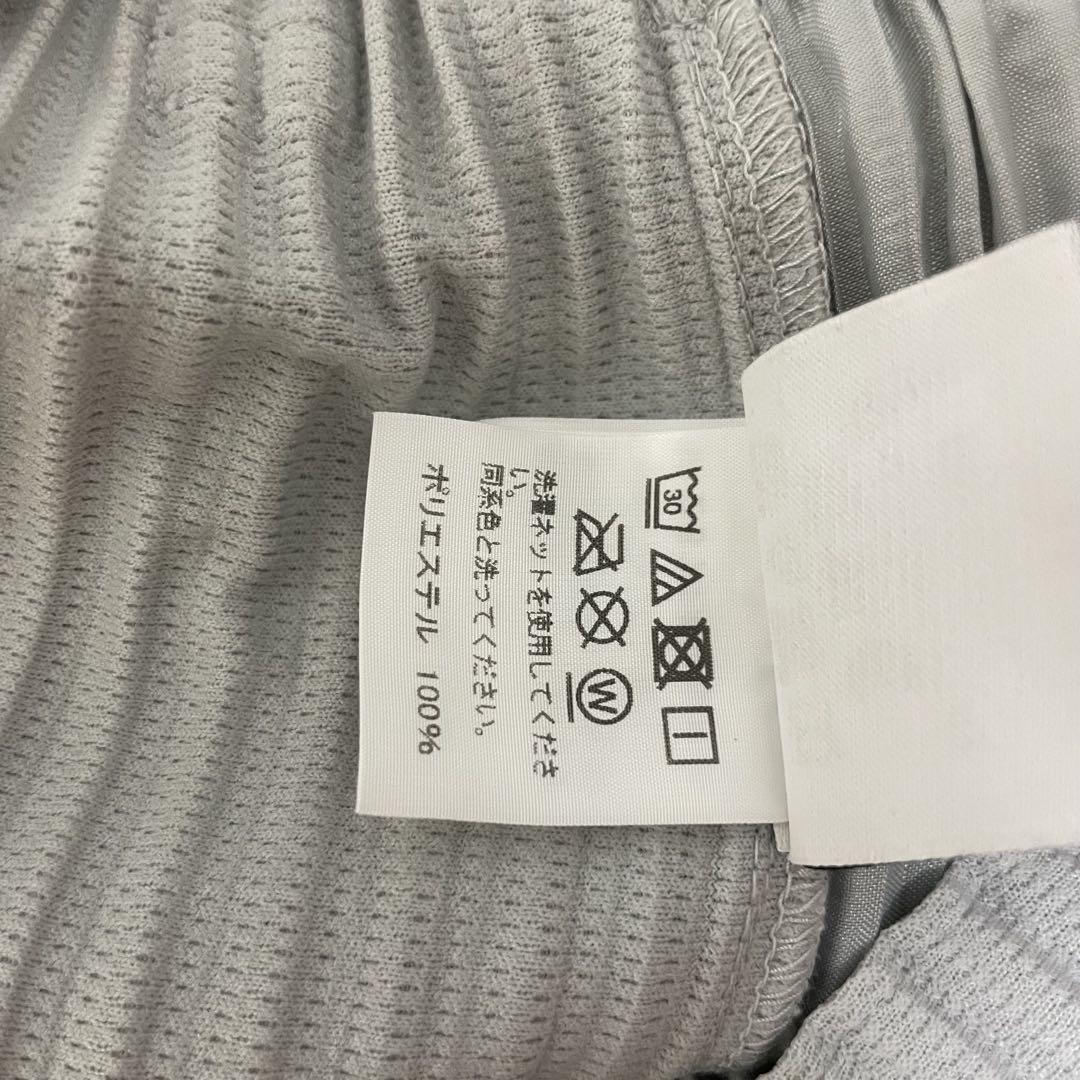 30
W
洗濯ネットを使用してくださ
い。
同系色と洗ってください。
ポリエステル 100%